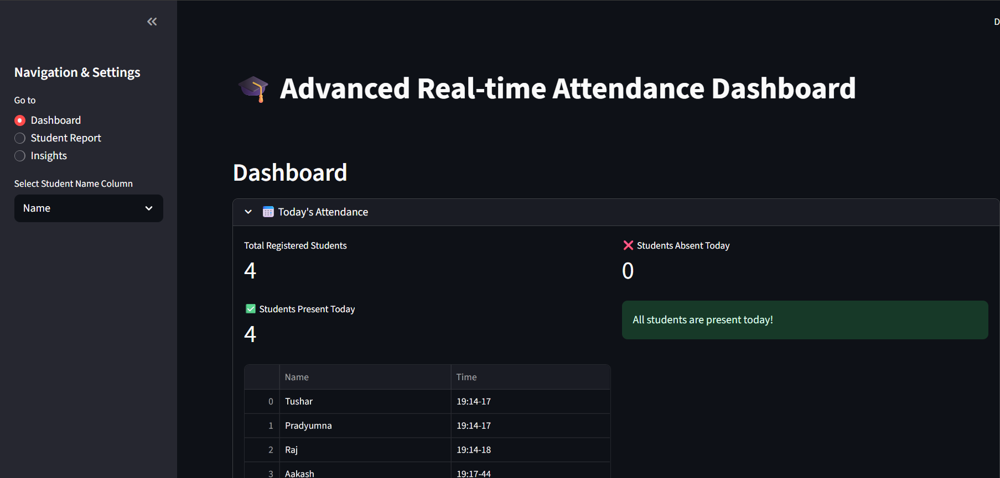 D
Navigation & Settings
Go to
Dashboard
Student Report
Insights
Select Student Name Column
Name
Advanced Real-time Attendance Dashboard
Dashboard
Today's Attendance
Total Registered Students
4
Students Present Today
4
Students Absent Today
0
All students are present today!
Name Time
0 Tushar 19:14-17
1 Pradyumna 19:14-17
2 Raj 19:14-18
3 Aakash 19:17-44